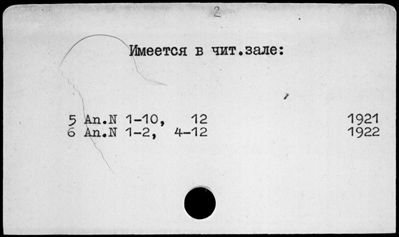 2
Имеется в чит.зале:
5 An.N 1-10, 12 1921
6 An.N 1-2, 4-12 1922